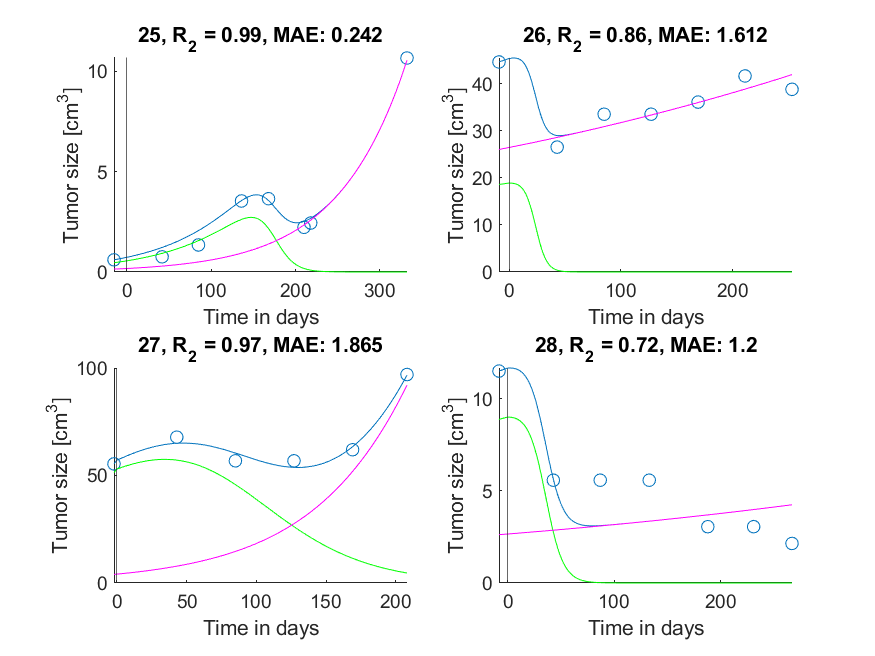 25, R2 = 0.99, MAE: 0.242
10
5
0
Tumor size [cm3]
0 100 200 300
Time in days
26, R2 = 0.86, MAE: 1.612
40
30
20
10
0
Tumor size [cm3]
0 100 200
Time in days
27, R2 = 0.97, MAE: 1.865
100
50
0
Tumor size [cm3]
0 50 100 150 200
Time in days
28, R2 = 0.72, MAE: 1.2
10
5
0
Tumor size [cm3]
0 200
Time in days